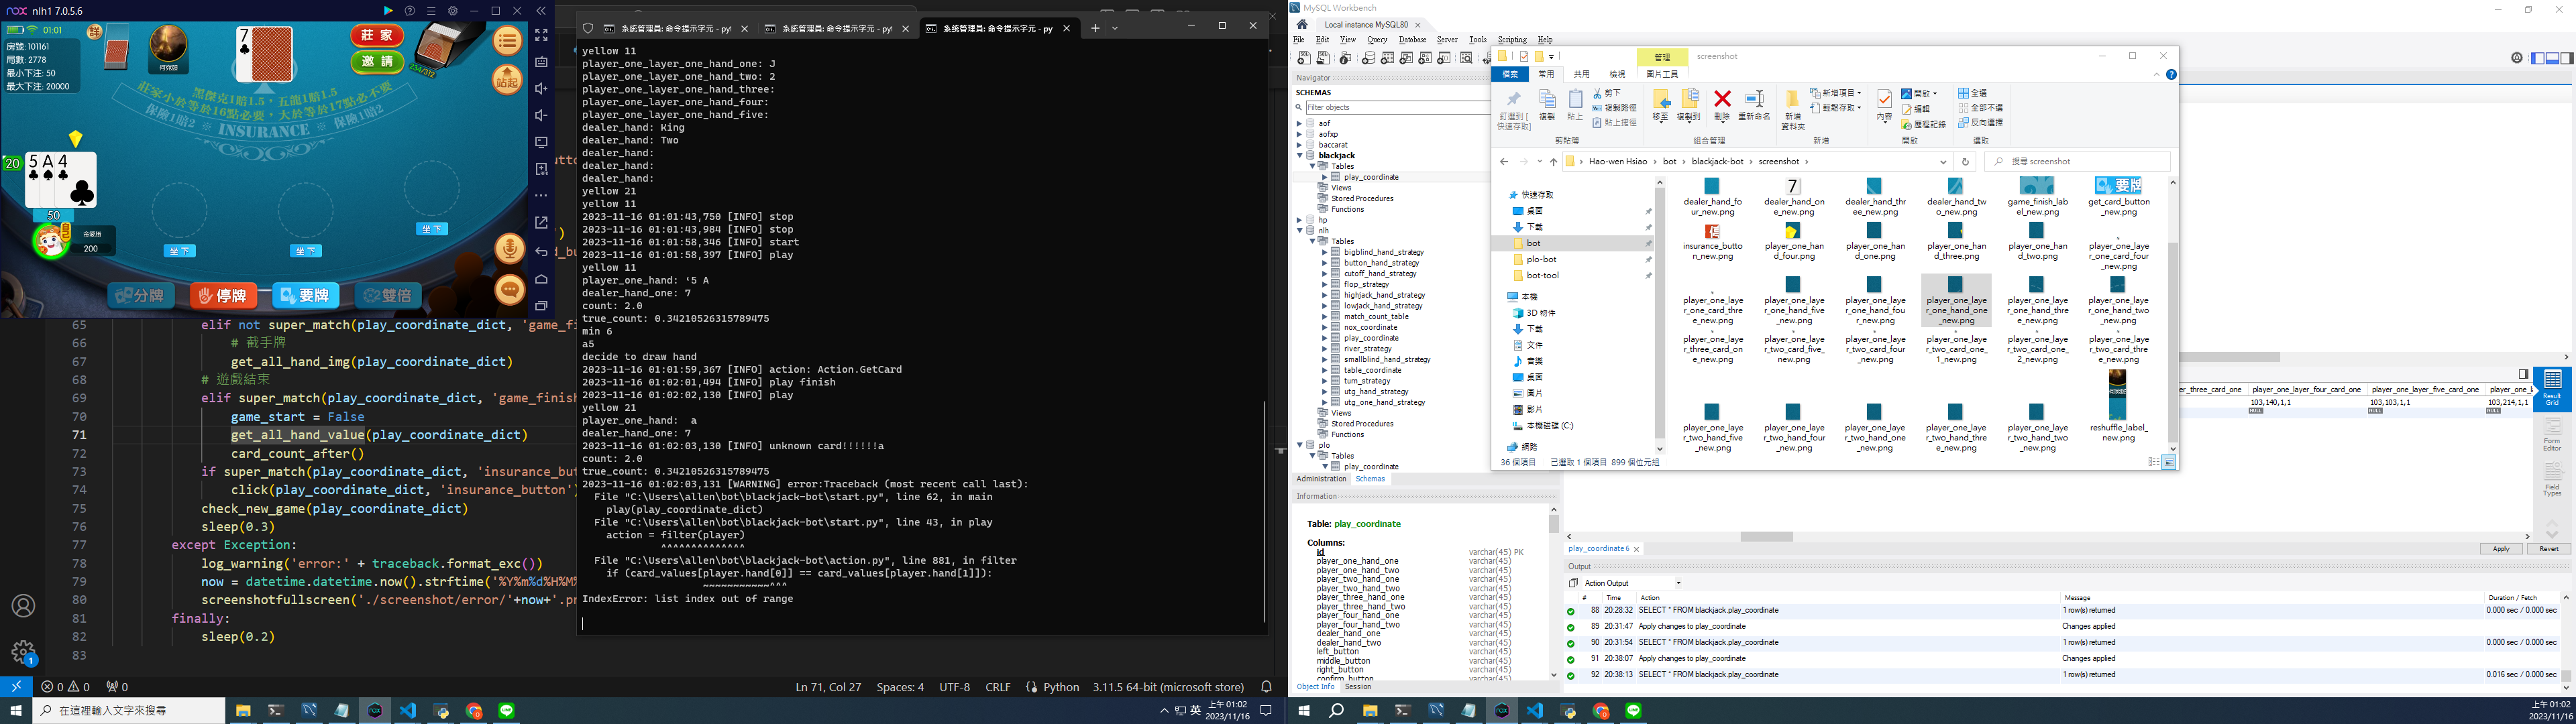 nox nlh1 7.0.5.6
01:01
房號: 101161
局數: 2778
最小下注: 50
最大下注: 20000
7
莊 家
邀 請
234/312
站起
黑傑克1賠1.5,五龍1賠1.5
莊家小於等於16點必要,大於等於17點必不要
保險1賠2 ※ INSURANCE ※ 保險1賠2
20
5 A 4
50
自己
200
坐 下
坐 下
坐 下
分牌
停牌
要牌
雙倍
系統管理員: 命令提示字元 - pyt
系統管理員: 命令提示字元 - pyt
系統管理員: 命令提示字元 - py
yellow 11
player_one_layer_one_hand_one: J
player_one_layer_one_hand_two: 2
player_one_layer_one_hand_three:
player_one_layer_one_hand_four:
player_one_layer_one_hand_five:
dealer_hand: King
dealer_hand: Two
dealer_hand:
dealer_hand:
dealer_hand:
yellow 21
yellow 11
2023-11-16 01:01:43,750 [INFO] stop
2023-11-16 01:01:43,984 [INFO] stop
2023-11-16 01:01:58,346 [INFO] start
2023-11-16 01:01:58,397 [INFO] play
yellow 11
player_one_hand: ‘5 A
dealer_hand_one: 7
count: 2.0
true_count: 0.34210526315789475
min 6
a5
decide to draw hand
2023-11-16 01:01:59,367 [INFO] action: Action.GetCard
2023-11-16 01:02:01,494 [INFO] play finish
2023-11-16 01:02:02,130 [INFO] play
yellow 21
player_one_hand:  a
dealer_hand_one: 7
2023-11-16 01:02:03,130 [INFO] unknown card!!!!!!a
count: 2.0
true_count: 0.34210526315789475
2023-11-16 01:02:03,131 [WARNING] error:Traceback (most recent call last):
File "C:\Users\allen\bot\blackjack-bot\start.py", line 62, in main
play(play_coordinate_dict)
File "C:\Users\allen\bot\blackjack-bot\start.py", line 43, in play
action = filter(player)
^^^^^^^^^^^^^^
File "C:\Users\allen\bot\blackjack-bot\action.py", line 881, in filter
if (card_values[player.hand[0]] == card_values[player.hand[1]]):
~~~~~~~~~~~^^^
IndexError: list index out of range
65 elif not super_match(play_coordinate_dict, 'game_fi
66 # 截手牌
67 get_all_hand_img(play_coordinate_dict)
68 # 遊戲結束
69 elif super_match(play_coordinate_dict, 'game_finish
70 game_start = False
71 get_all_hand_value(play_coordinate_dict)
72 card_count_after()
73 if super_match(play_coordinate_dict, 'insurance_bu
74 click(play_coordinate_dict, 'insurance_button'
75 check_new_game(play_coordinate_dict)
76 sleep(0.3)
77 except Exception:
78 log_warning('error:' + traceback.format_exc())
79 now = datetime.datetime.now().strftime('%Y%m%d%H%M%
80 screenshotfullscreen('./screenshot/error/'+now+'.p
81 finally:
82 sleep(0.2)
83
0 0 0
Ln 71, Col 27 Spaces: 4 UTF-8 CRLF Python 3.11.5 64-bit (microsoft store)
在這裡輸入文字來搜尋
英
上午 01:02
2023/11/16
MySQL Workbench
Local instance MySQL80
File Edit View Query Database Server Tools Scripting Help
Navigator
SCHEMAS
Filter objects
aof
aofxp
baccarat
blackjack
Tables
play_coordinate
Views
Stored Procedures
Functions
hp
nlh
Tables
bigblind_hand_strategy
button_hand_strategy
cutoff_hand_strategy
flop_strategy
highjack_hand_strategy
lowjack_hand_strategy
match_count_table
nox_coordinate
play_coordinate
river_strategy
smallblind_hand_strategy
table_coordinate
turn_strategy
utg_hand_strategy
utg_one_hand_strategy
Views
Stored Procedures
Functions
plo
Tables
play_coordinate
Administration Schemas
Information
Table: play_coordinate
Columns:
id varchar(45) PK
player_one_hand_one varchar(45)
player_one_hand_two varchar(45)
player_two_hand_one varchar(45)
player_two_hand_two varchar(45)
player_three_hand_one varchar(45)
player_three_hand_two varchar(45)
player_four_hand_one varchar(45)
player_four_hand_two varchar(45)
dealer_hand_one varchar(45)
dealer_hand_two varchar(45)
left_button varchar(45)
middle_button varchar(45)
right_button varchar(45)
confirm_button varchar(45)
Object Info Session
管理 screenshot
檔案 常用 共用 檢視 圖片工具
釘選到 [快速存取]
複製
貼上
剪下
複製路徑
貼上捷徑
移至
複製到
刪除
重新命名
新增資料夾
新增項目
輕鬆存取
內容
開啟
編輯
歷程記錄
全選
全部不選
反向選擇
剪貼簿 組合管理 新增 開啟 選取
Hao-wen Hsiao > bot > blackjack-bot > screenshot >
搜尋 screenshot
快速存取
桌面
下載
bot
plo-bot
bot-tool
本機
3D 物件
下載
文件
音樂
桌面
圖片
影片
本機磁碟 (C:)
網路
7
要牌
dealer_hand_four_new.png
dealer_hand_one_new.png
dealer_hand_three_new.png
dealer_hand_two_new.png
game_finish_label_new.png
get_card_button_new.png
insurance_button_new.png
player_one_hand_four.png
player_one_hand_one.png
player_one_hand_three.png
player_one_hand_two.png
player_one_layer_one_card_four_new.png
player_one_layer_one_card_three_new.png
player_one_layer_one_hand_five_new.png
player_one_layer_one_hand_four_new.png
player_one_layer_one_hand_one_new.png
player_one_layer_one_hand_three_new.png
player_one_layer_one_hand_two_new.png
player_one_layer_three_card_one_new.png
player_one_layer_two_card_five_new.png
player_one_layer_two_card_four_new.png
player_one_layer_two_card_one_1_new.png
player_one_layer_two_card_one_2_new.png
player_one_layer_two_card_three_new.png
player_one_layer_two_hand_five_new.png
player_one_layer_two_hand_four_new.png
player_one_layer_two_hand_one_new.png
player_one_layer_two_hand_three_new.png
player_one_layer_two_hand_two_new.png
reshuffle_label_new.png
36 個項目 已選取 1 個項目 899 個位元組
er_three_card_one player_one_layer_four_card_one player_one_layer_five_card_one player_one_l
103,140,1,1 103,103,1,1 103,214,1,1
NULL NULL NULL
Result Grid
Form Editor
Field Types
play_coordinate 6
Apply Revert
Output
Action Output
# Time Action Message Duration / Fetch
88 20:28:32 SELECT * FROM blackjack.play_coordinate 1 row(s) returned 0.000 sec / 0.000 sec
89 20:31:47 Apply changes to play_coordinate Changes applied
90 20:31:54 SELECT * FROM blackjack.play_coordinate 1 row(s) returned 0.000 sec / 0.000 sec
91 20:38:07 Apply changes to play_coordinate Changes applied
92 20:38:13 SELECT * FROM blackjack.play_coordinate 1 row(s) returned 0.016 sec / 0.000 sec
上午 01:02
2023/11/16